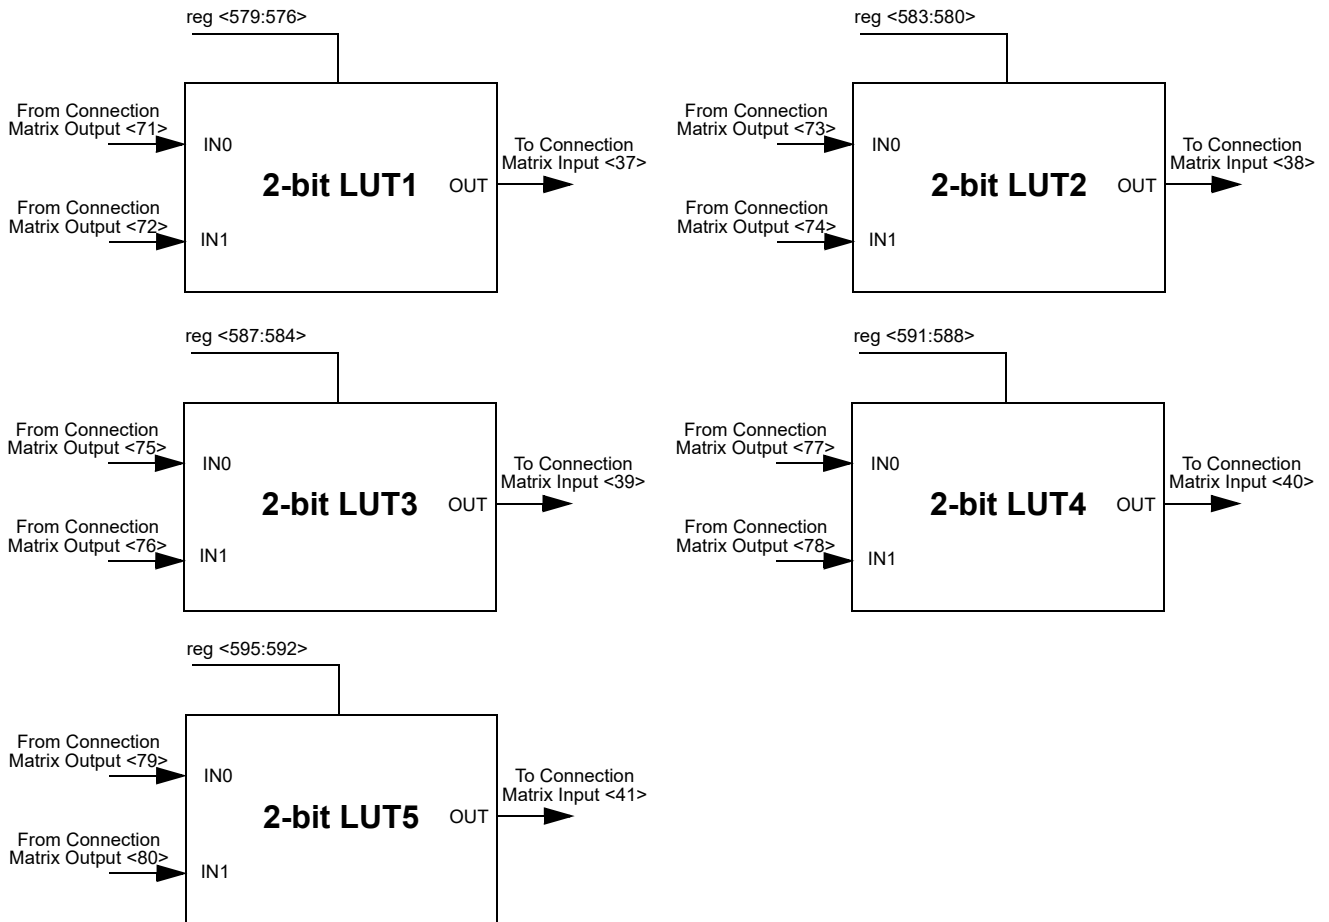 reg <579:576>
From Connection
Matrix Output <71>
IN0
2-bit LUT1
OUT
To Connection
Matrix Input <37>
From Connection
Matrix Output <72>
IN1
reg <583:580>
From Connection
Matrix Output <73>
IN0
2-bit LUT2
OUT
To Connection
Matrix Input <38>
From Connection
Matrix Output <74>
IN1
reg <587:584>
From Connection
Matrix Output <75>
IN0
2-bit LUT3
OUT
To Connection
Matrix Input <39>
From Connection
Matrix Output <76>
IN1
reg <591:588>
From Connection
Matrix Output <77>
IN0
2-bit LUT4
OUT
To Connection
Matrix Input <40>
From Connection
Matrix Output <78>
IN1
reg <595:592>
From Connection
Matrix Output <79>
IN0
2-bit LUT5
OUT
To Connection
Matrix Input <41>
From Connection
Matrix Output <80>
IN1